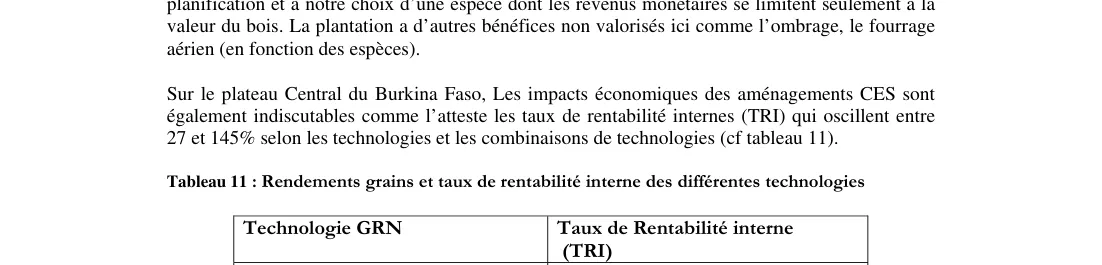 planification et à notre choix d'une espèce dont les revenus monétaires se limitent seulement à la
valeur du bois. La plantation a d'autres bénéfices non valorisés ici comme l'ombrage, le fourrage
aérien (en fonction des espèces).
Sur le plateau Central du Burkina Faso, Les impacts économiques des aménagements CES sont
également indiscutables comme l'atteste les taux de rentabilité internes (TRI) qui oscillent entre
27 et 145% selon les technologies et les combinaisons de technologies (cf tableau 11).
Tableau 11 : Rendements grains et taux de rentabilité interne des différentes technologies
Technologie GRN
Taux de Rentabilité interne
(TRI)